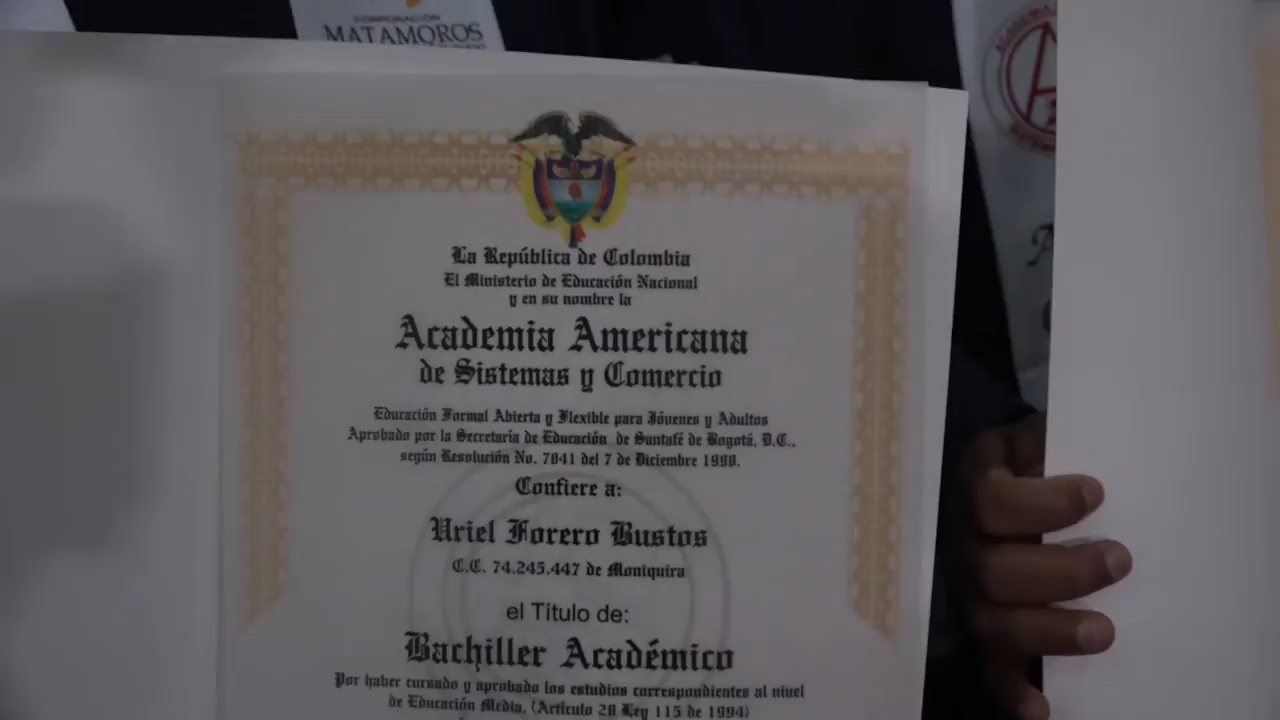 CORPORACIÓN
MATAMOROS
La República de Colombia
El Ministerio de Educación Nacional
y en su nombre la
Academia Americana
de Sistemas y Comercio
Educación Formal Abierta y Flexible para Jóvenes y Adultos
Aprobado por la Secretaría de Educación de Santafé de Bogotá, D.C.,
según Resolución No. 7841 del 7 de Diciembre 1998.
Confiere a:
Uriel Forero Bustos
C.C. 74.245.447 de Moniquira
el Título de:
Bachiller Académico
Por haber cursado y aprobado los estudios correspondientes al nivel
de Educación Media. (Artículo 28 Ley 115 de 1994)